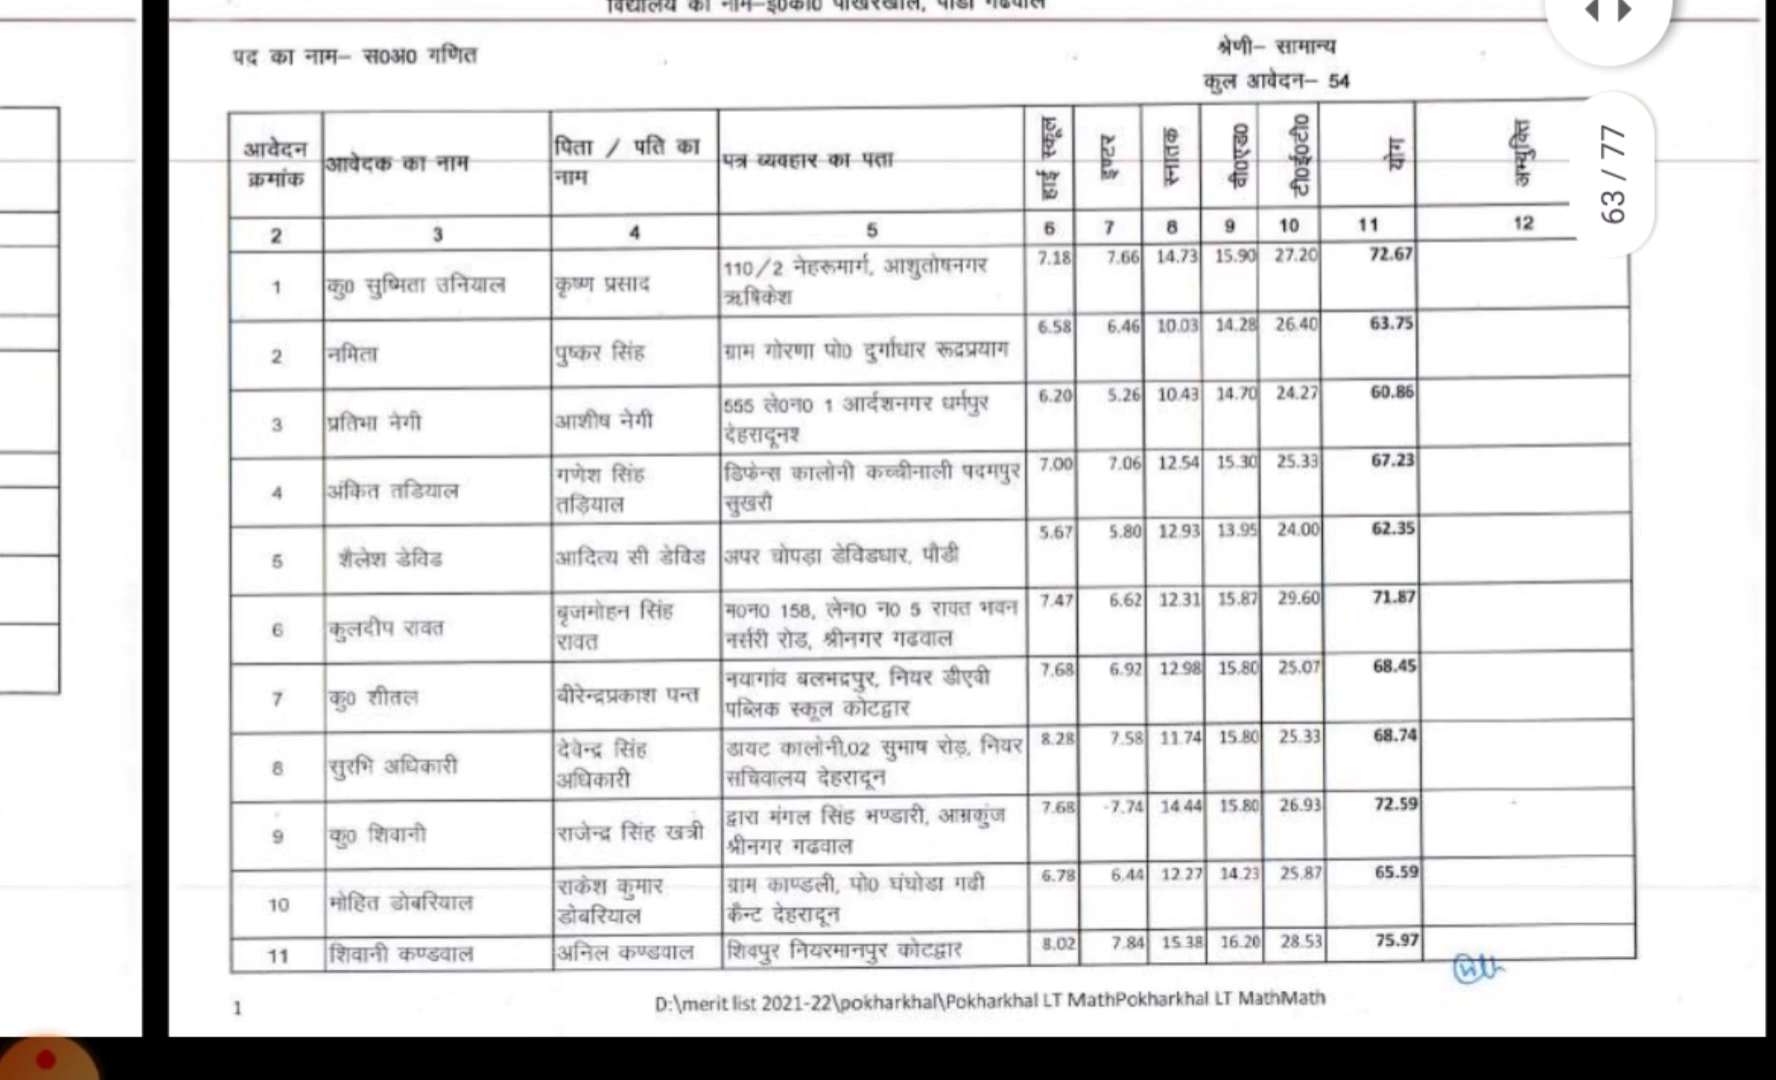 विद्यालय का नाम–इ0का0 पोखरखाल, पौडी गढवाल
पद का नाम– स0अ0 गणित
श्रेणी– सामान्य
कुल आवेदन– 54
आवेदन क्रमांक
आवेदक का नाम
पिता / पति का नाम
पत्र व्यवहार का पता
हाई स्कूल
इण्टर
स्नातक
बी0एड0
टी0ई0टी0
योग
अभ्युक्ति
63 / 77
2 3 4 5 6 7 8 9 10 11 12
1 कु0 सुष्मिता उनियाल कृष्ण प्रसाद 110/2 नेहरूमार्ग, आशुतोषनगर ऋषिकेश 7.18 7.66 14.73 15.90 27.20 72.67
2 नमिता पुष्कर सिंह ग्राम गोरणा पो0 दुर्गाधार रूद्रप्रयाग 6.58 6.46 10.03 14.28 26.40 63.75
3 प्रतिभा नेगी आशीष नेगी 555 ले0न0 1 आर्दशनगर धर्मपुर देहरादूनश 6.20 5.26 10.43 14.70 24.27 60.86
4 अंकित तडियाल गणेश सिंह तड़ियाल डिफेन्स कालोनी कच्चीनाली पदमपुर सुखरौ 7.00 7.06 12.54 15.30 25.33 67.23
5 शैलेश डेविड आदित्य सी डेविड अपर चोपड़ा डेविडधार, पौडी 5.67 5.80 12.93 13.95 24.00 62.35
6 कुलदीप रावत बृजमोहन सिंह रावत म0न0 158, लेन0 न0 5 रावत भवन नर्सरी रोड, श्रीनगर गढवाल 7.47 6.62 12.31 15.87 29.60 71.87
7 कु0 शीतल बीरेन्द्रप्रकाश पन्त नयागांव बलभद्रपुर, नियर डीएवी पब्लिक स्कूल कोटद्वार 7.68 6.92 12.98 15.80 25.07 68.45
8 सुरभि अधिकारी देवेन्द्र सिंह अधिकारी डायट कालोनी,02 सुभाष रोड़, नियर सचिवालय देहरादून 8.28 7.58 11.74 15.80 25.33 68.74
9 कु0 शिवानी राजेन्द्र सिंह खत्री द्वारा मंगल सिंह भण्डारी, आम्रकुंज श्रीनगर गढवाल 7.68 7.74 14.44 15.80 26.93 72.59
10 मोहित डोबरियाल राकेश कुमार डोबरियाल ग्राम काण्डली, पो0 घंघोडा गढी कैन्ट देहरादून 6.78 6.44 12.27 14.23 25.87 65.59
11 शिवानी कण्डवाल अनिल कण्डवाल शिवपुर नियरमानपुर कोटद्वार 8.02 7.84 15.38 16.20 28.53 75.97
1
D:\merit list 2021-22\pokharkhal\Pokharkhal LT MathPokharkhal LT MathMath